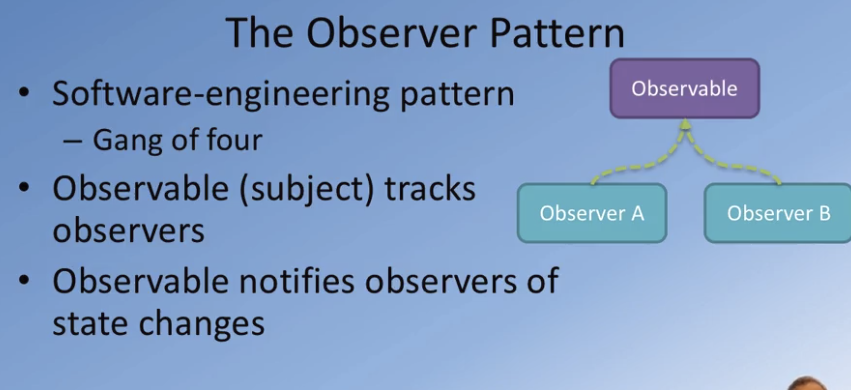 The Observer Pattern
• Software-engineering pattern
– Gang of four
• Observable (subject) tracks
observers
• Observable notifies observers of
state changes
Observable
Observer A
Observer B